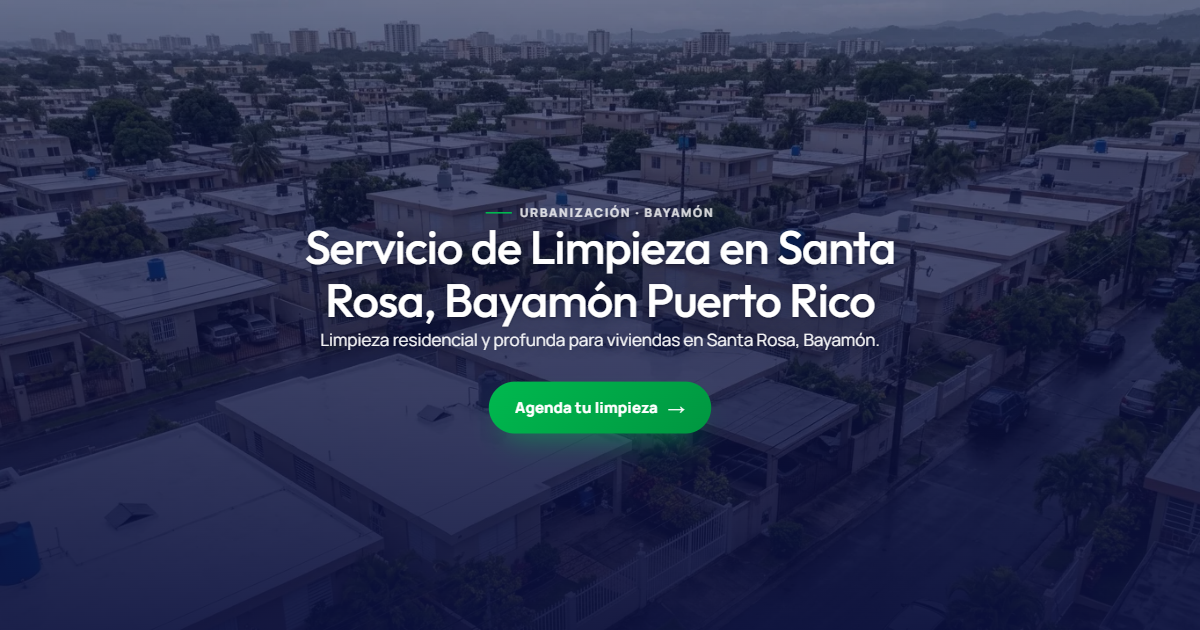 URBANIZACIÓN · BAYAMÓN
Servicio de Limpieza en Santa
Rosa, Bayamón Puerto Rico
Limpieza residencial y profunda para viviendas en Santa Rosa, Bayamón.
Agenda tu limpieza →